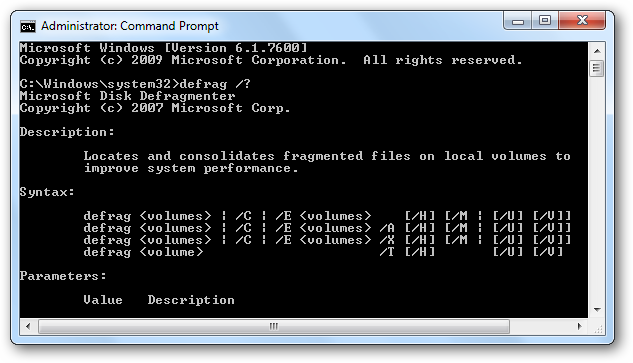 Administrator: Command Prompt
Microsoft Windows [Version 6.1.7600]
Copyright (c) 2009 Microsoft Corporation.  All rights reserved.
C:\Windows\system32>defrag /?
Microsoft Disk Defragmenter
Copyright (c) 2007 Microsoft Corp.
Description:
        Locates and consolidates fragmented files on local volumes to
        improve system performance.
Syntax:
        defrag <volumes> | /C | /E <volumes>    [/H] [/M | [/U] [/V]]
        defrag <volumes> | /C | /E <volumes> /A [/H] [/M | [/U] [/V]]
        defrag <volumes> | /C | /E <volumes> /X [/H] [/M | [/U] [/V]]
        defrag <volume>                      /T [/H]       [/U] [/V]
Parameters:
        Value   Description